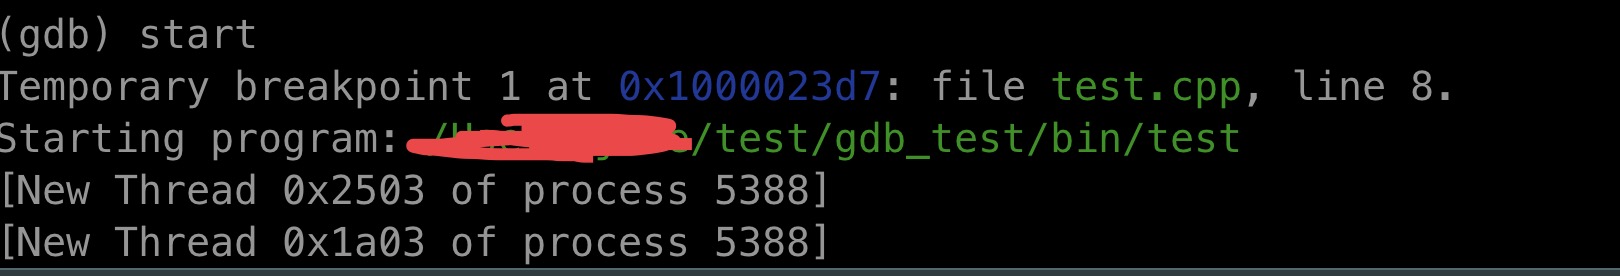 (gdb) start
Temporary breakpoint 1 at 0x1000023d7: file test.cpp, line 8.
Starting program: /test/gdb_test/bin/test
[New Thread 0x2503 of process 5388]
[New Thread 0x1a03 of process 5388]